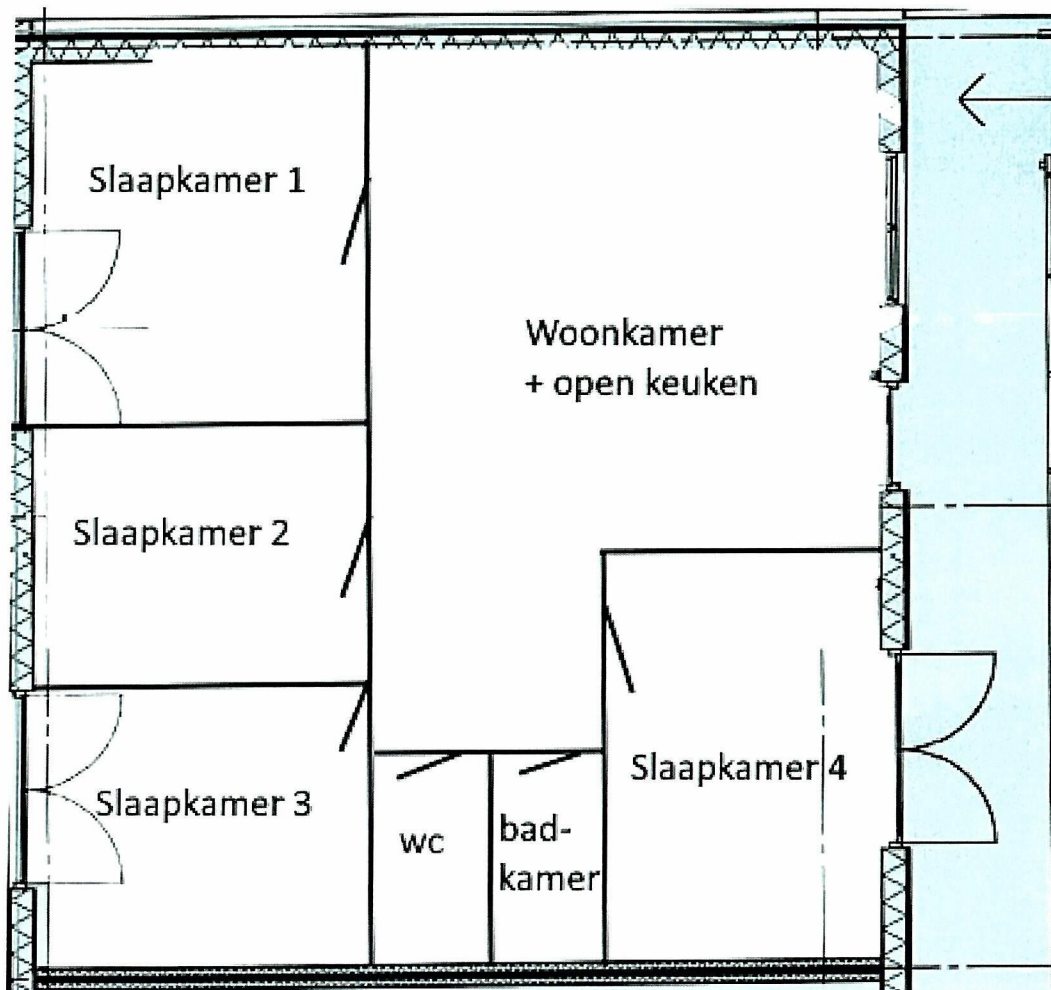 Slaapkamer 1
Woonkamer
+ open keuken
Slaapkamer 2
Slaapkamer 3
wc
bad-
kamer
Slaapkamer 4